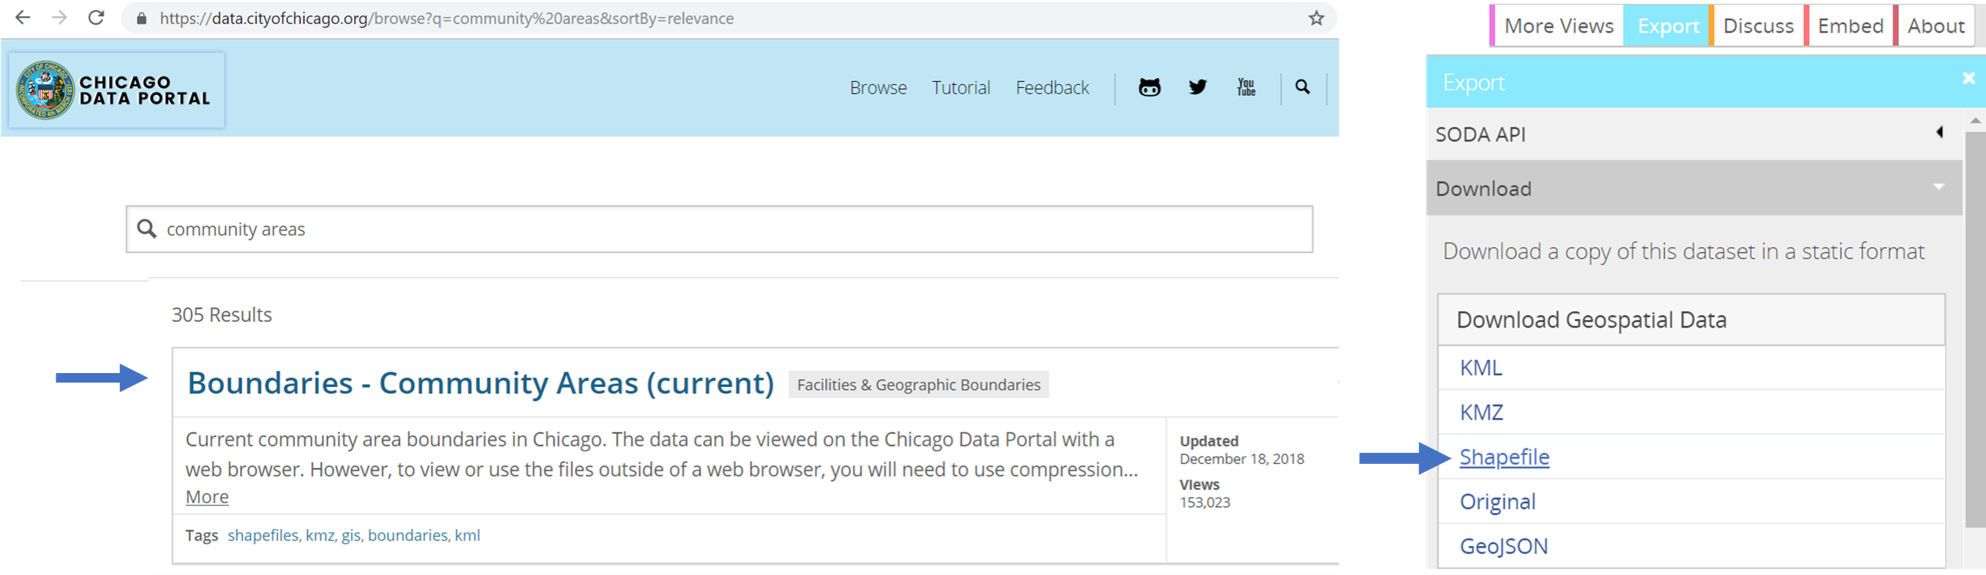 https://data.cityofchicago.org/browse?q=community%20areas&sortBy=relevance
CHICAGO
DATA PORTAL
Browse Tutorial Feedback You Tube
community areas
305 Results
Boundaries - Community Areas (current) Facilities & Geographic Boundaries
Current community area boundaries in Chicago. The data can be viewed on the Chicago Data Portal with a
web browser. However, to view or use the files outside of a web browser, you will need to use compression...
More
Updated
December 18, 2018
Views
153,023
Tags shapefiles, kmz, gis, boundaries, kml
More Views Export Discuss Embed About
Export
SODA API
Download
Download a copy of this dataset in a static format
Download Geospatial Data
KML
KMZ
Shapefile
Original
GeoJSON